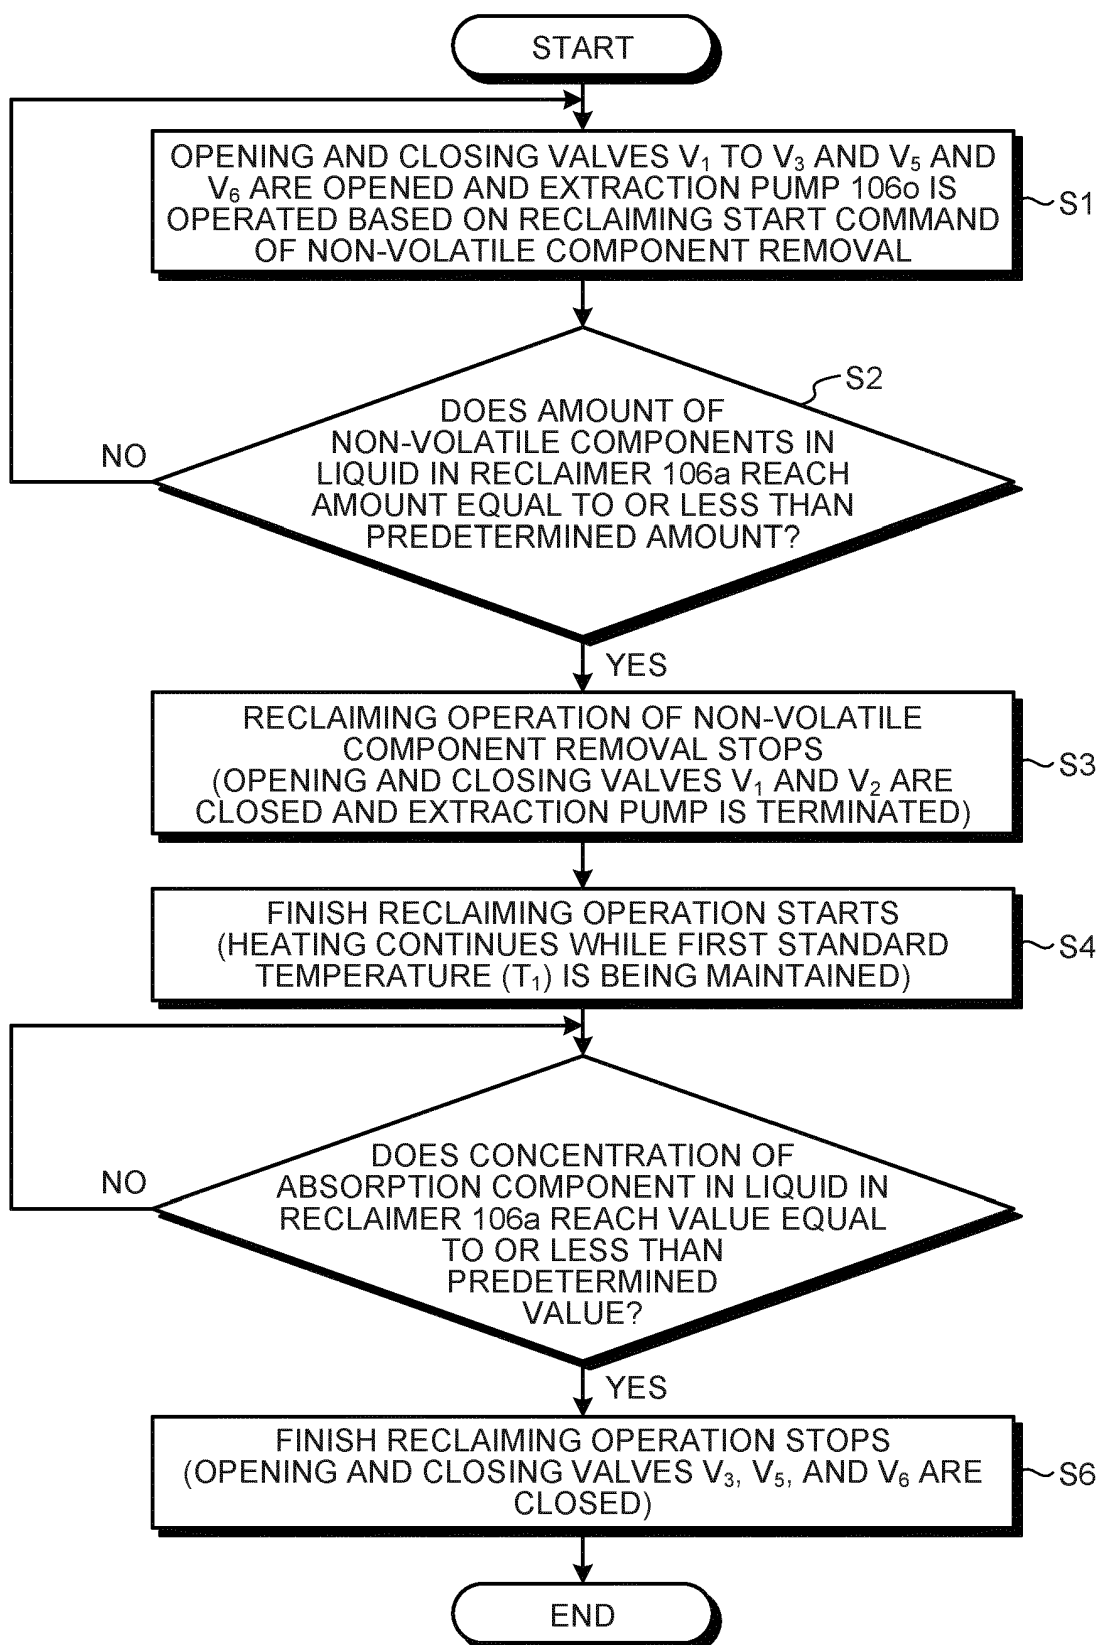 START
OPENING AND CLOSING VALVES V₁ TO V₃ AND V₅ AND
V₆ ARE OPENED AND EXTRACTION PUMP 106o IS
OPERATED BASED ON RECLAIMING START COMMAND
OF NON-VOLATILE COMPONENT REMOVAL
S1
S2
DOES AMOUNT OF
NON-VOLATILE COMPONENTS IN
LIQUID IN RECLAIMER 106a REACH
AMOUNT EQUAL TO OR LESS THAN
PREDETERMINED AMOUNT?
NO
YES
RECLAIMING OPERATION OF NON-VOLATILE
COMPONENT REMOVAL STOPS
(OPENING AND CLOSING VALVES V₁ AND V₂ ARE
CLOSED AND EXTRACTION PUMP IS TERMINATED)
S3
FINISH RECLAIMING OPERATION STARTS
(HEATING CONTINUES WHILE FIRST STANDARD
TEMPERATURE (T₁) IS BEING MAINTAINED)
S4
DOES CONCENTRATION OF
ABSORPTION COMPONENT IN LIQUID IN
RECLAIMER 106a REACH VALUE EQUAL
TO OR LESS THAN
PREDETERMINED
VALUE?
NO
YES
FINISH RECLAIMING OPERATION STOPS
(OPENING AND CLOSING VALVES V₃, V₅, AND V₆ ARE
CLOSED)
S6
END